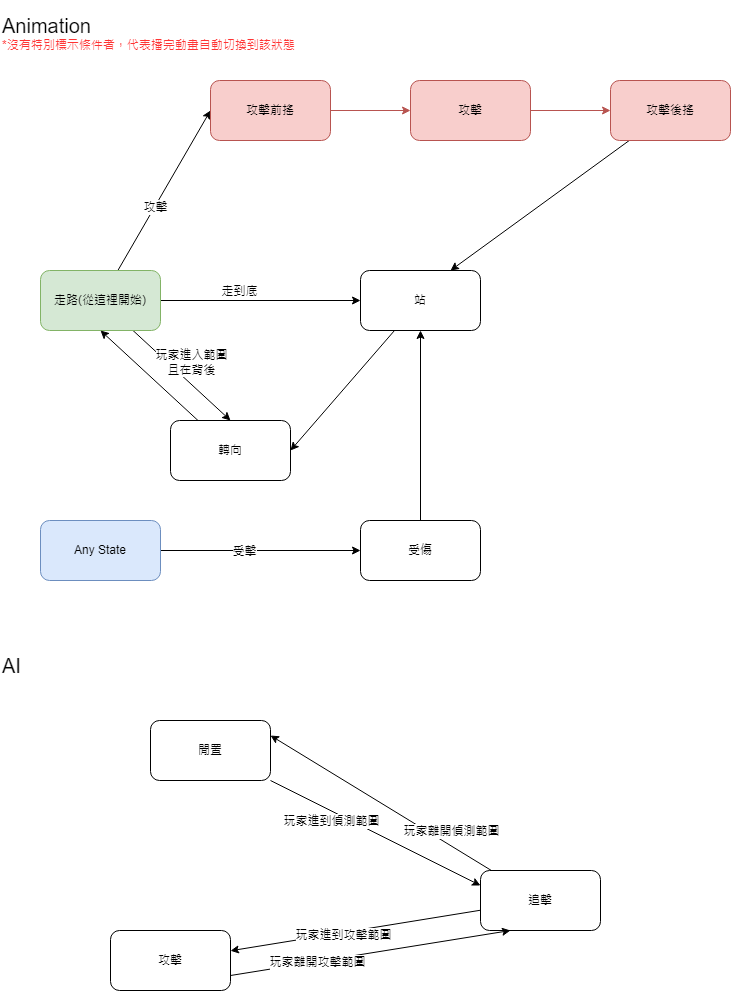 Animation
*沒有特別標示條件者，代表播完動畫自動切換到該狀態
攻擊前搖
攻擊
攻擊後搖
攻擊
走路(從這裡開始)
走到底
站
玩家進入範圍
且在背後
轉向
Any State
受擊
受傷
AI
閒置
玩家進到偵測範圍
玩家離開偵測範圍
追擊
玩家進到攻擊範圍
攻擊
玩家離開攻擊範圍